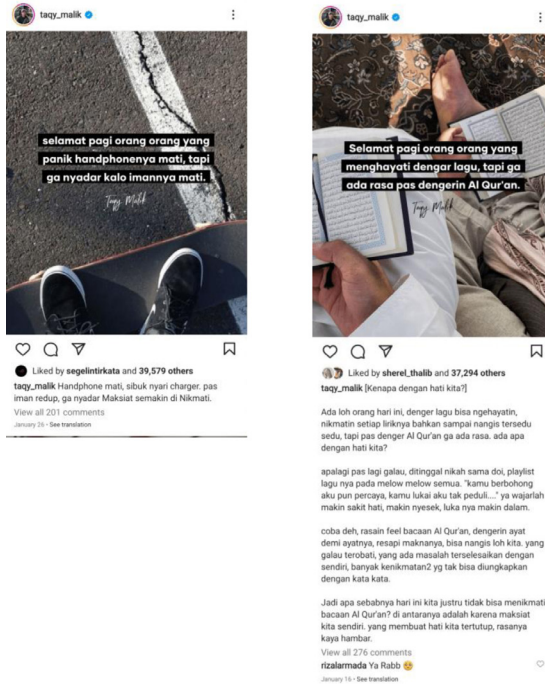 taqy_malik
selamat pagi orang orang yang
panik handphonenya mati, tapi
ga nyadar kalo imannya mati.
Taqy Malik
Liked by segelintirkata and 39,579 others
taqy_malik Handphone mati, sibuk nyari charger. pas
iman redup, ga nyadar Maksiat semakin di Nikmati.
View all 201 comments
January 26 • See translation
taqy_malik
Selamat pagi orang orang yang
menghayati dengar lagu, tapi ga
ada rasa pas dengerin Al Qur'an.
Taqy Malik
Liked by sherel_thalib and 37,294 others
taqy_malik [Kenapa dengan hati kita?]
Ada loh orang hari ini, denger lagu bisa ngehayatin,
nikmatin setiap liriknya bahkan sampai nangis tersedu
sedu, tapi pas denger Al Qur'an ga ada rasa. ada apa
dengan hati kita?
apalagi pas lagi galau, ditinggal nikah sama doi, playlist
lagu nya pada melow melow semua. "kamu berbohong
aku pun percaya, kamu lukai aku tak peduli...." ya wajarlah
makin sakit hati, makin nyesek, luka nya makin dalam.
coba deh, rasain feel bacaan Al Qur'an, dengerin ayat
demi ayatnya, resapi maknanya, bisa nangis loh kita. yang
galau terobati, yang ada masalah terselesaikan dengan
sendiri, banyak kenikmatan2 yg tak bisa diungkapkan
dengan kata kata.
Jadi apa sebabnya hari ini kita justru tidak bisa menikmati
bacaan Al Qur'an? di antaranya adalah karena maksiat
kita sendiri. yang membuat hati kita tertutup, rasanya
kaya hambar.
View all 276 comments
rizalarmada Ya Rabb
January 16 • See translation